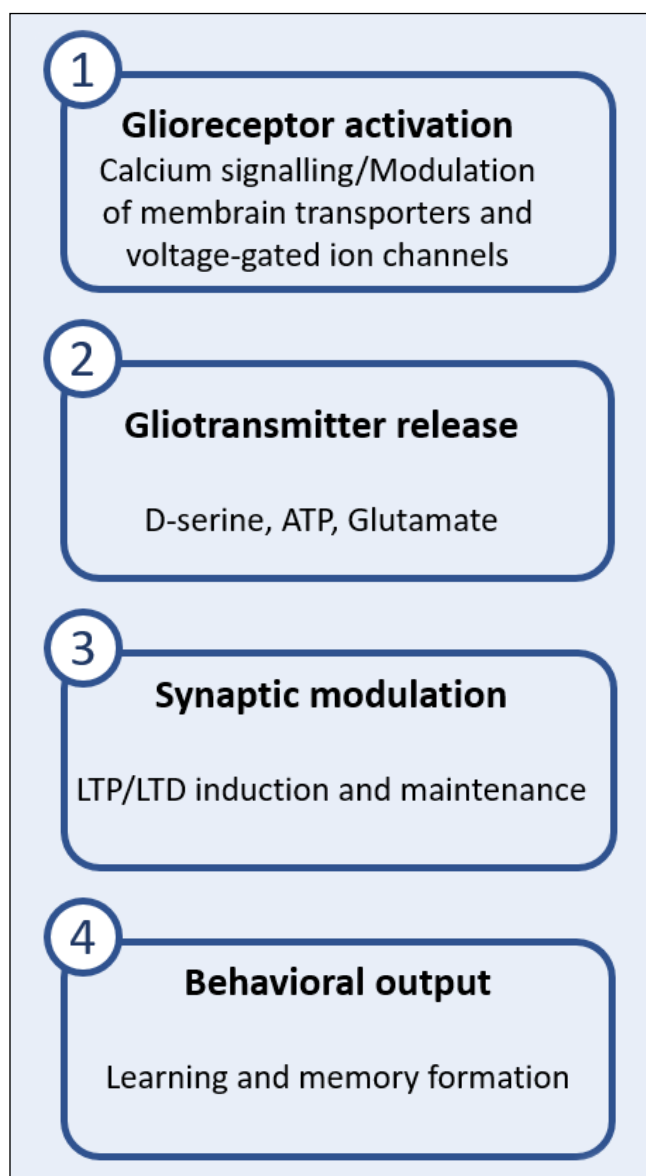 1
Glioreceptor activation
Calcium signalling/Modulation
of membrain transporters and
voltage-gated ion channels
2
Gliotransmitter release
D-serine, ATP, Glutamate
3
Synaptic modulation
LTP/LTD induction and maintenance
4
Behavioral output
Learning and memory formation